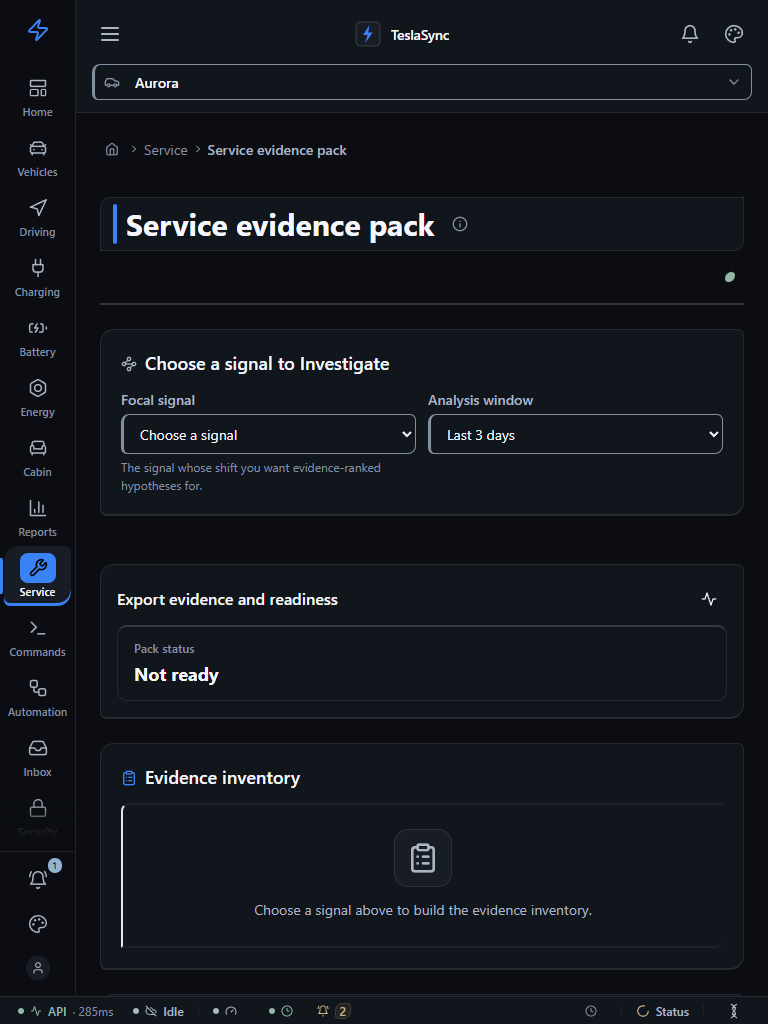 TeslaSync
Aurora
Home
Vehicles
Driving
Charging
Battery
Energy
Cabin
Reports
Service
Commands
Automation
Inbox
Security
1
Service
Service evidence pack
Service evidence pack
Choose a signal to Investigate
Focal signal
Analysis window
Choose a signal
Last 3 days
The signal whose shift you want evidence-ranked
hypotheses for.
Export evidence and readiness
Pack status
Not ready
Evidence inventory
Choose a signal above to build the evidence inventory.
API · 285ms
Idle
2
Status